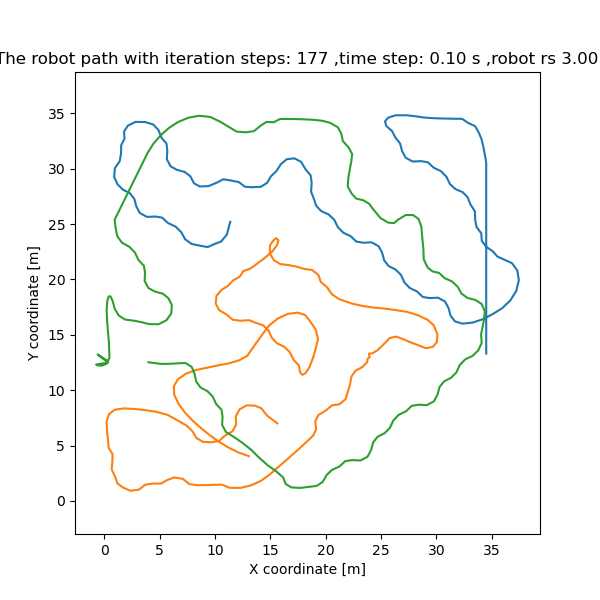 The robot path with iteration steps: 177 ,time step: 0.10 s ,robot rs 3.00
35
30
25
20
15
10
5
0
Y coordinate [m]
0 5 10 15 20 25 30 35
X coordinate [m]